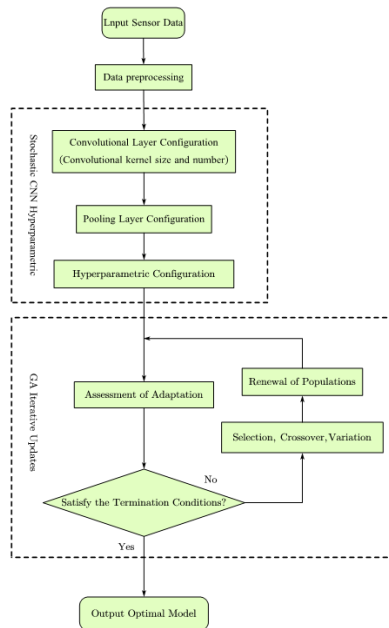 Lnput Sensor Data
Data preprocessing
Stochastic CNN Hyperparametric
Convolutional Layer Configuration
(Convolutional kernel size and number)
Pooling Layer Configuration
Hyperparametric Configuration
GA Iterative Updates
Assessment of Adaptation
Renewal of Populations
Selection, Crossover,Variation
No
Satisfy the Termination Conditions?
Yes
Output Optimal Model